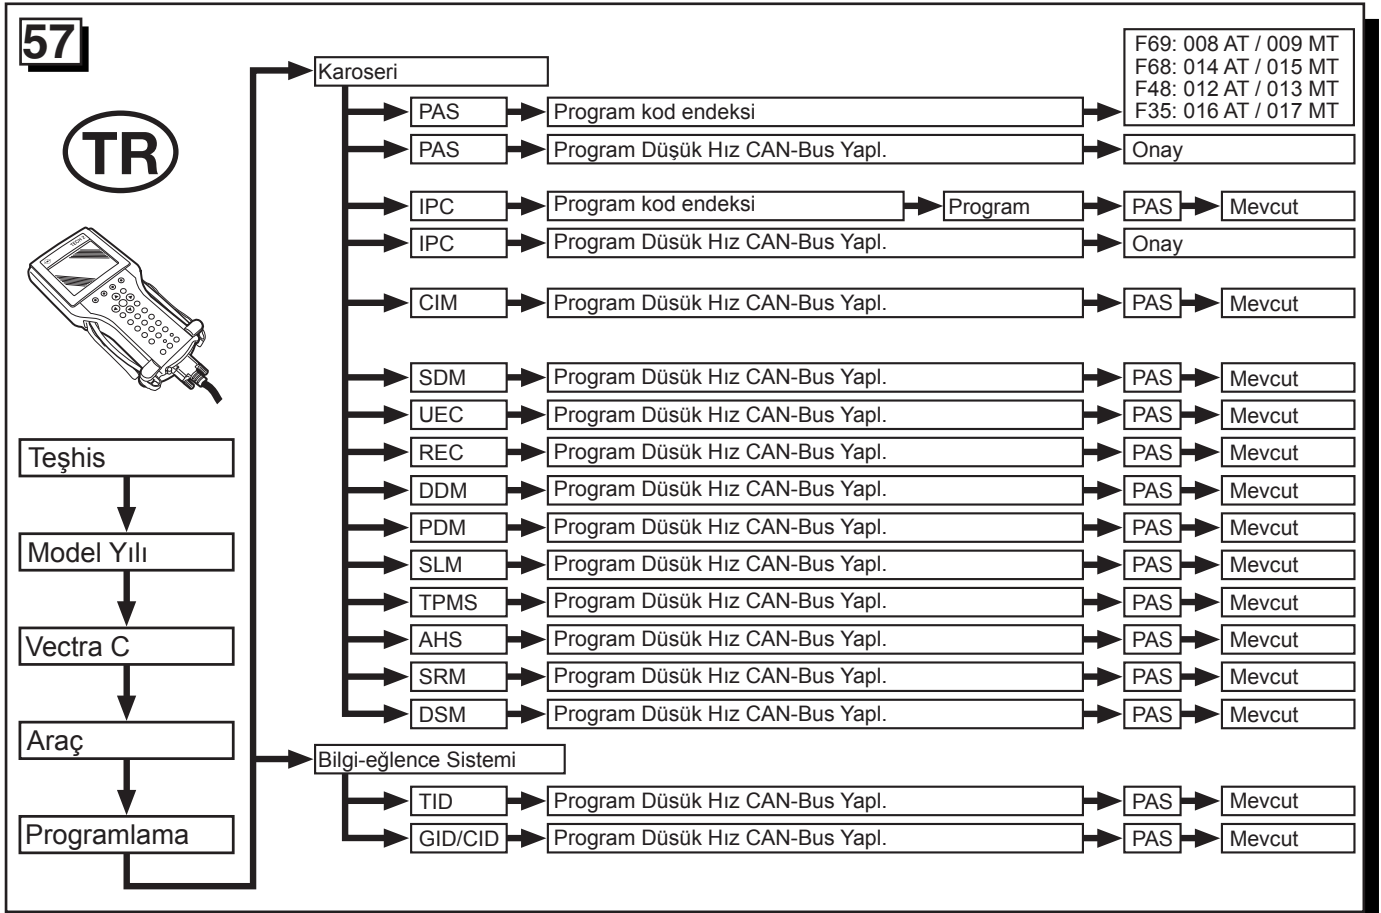 57
TR
TECH 2
Teşhis
Model Yılı
Vectra C
Araç
Programlama
Karoseri
PAS Program kod endeksi
F69: 008 AT / 009 MT
F68: 014 AT / 015 MT
F48: 012 AT / 013 MT
F35: 016 AT / 017 MT
PAS Program Düşük Hız CAN-Bus Yapl. Onay
IPC Program kod endeksi Program PAS Mevcut
IPC Program Düsük Hız CAN-Bus Yapl. Onay
CIM Program Düsük Hız CAN-Bus Yapl. PAS Mevcut
SDM Program Düsük Hız CAN-Bus Yapl. PAS Mevcut
UEC Program Düsük Hız CAN-Bus Yapl. PAS Mevcut
REC Program Düsük Hız CAN-Bus Yapl. PAS Mevcut
DDM Program Düsük Hız CAN-Bus Yapl. PAS Mevcut
PDM Program Düsük Hız CAN-Bus Yapl. PAS Mevcut
SLM Program Düsük Hız CAN-Bus Yapl. PAS Mevcut
TPMS Program Düsük Hız CAN-Bus Yapl. PAS Mevcut
AHS Program Düsük Hız CAN-Bus Yapl. PAS Mevcut
SRM Program Düsük Hız CAN-Bus Yapl. PAS Mevcut
DSM Program Düsük Hız CAN-Bus Yapl. PAS Mevcut
Bilgi-eğlence Sistemi
TID Program Düsük Hız CAN-Bus Yapl. PAS Mevcut
GID/CID Program Düsük Hız CAN-Bus Yapl. PAS Mevcut